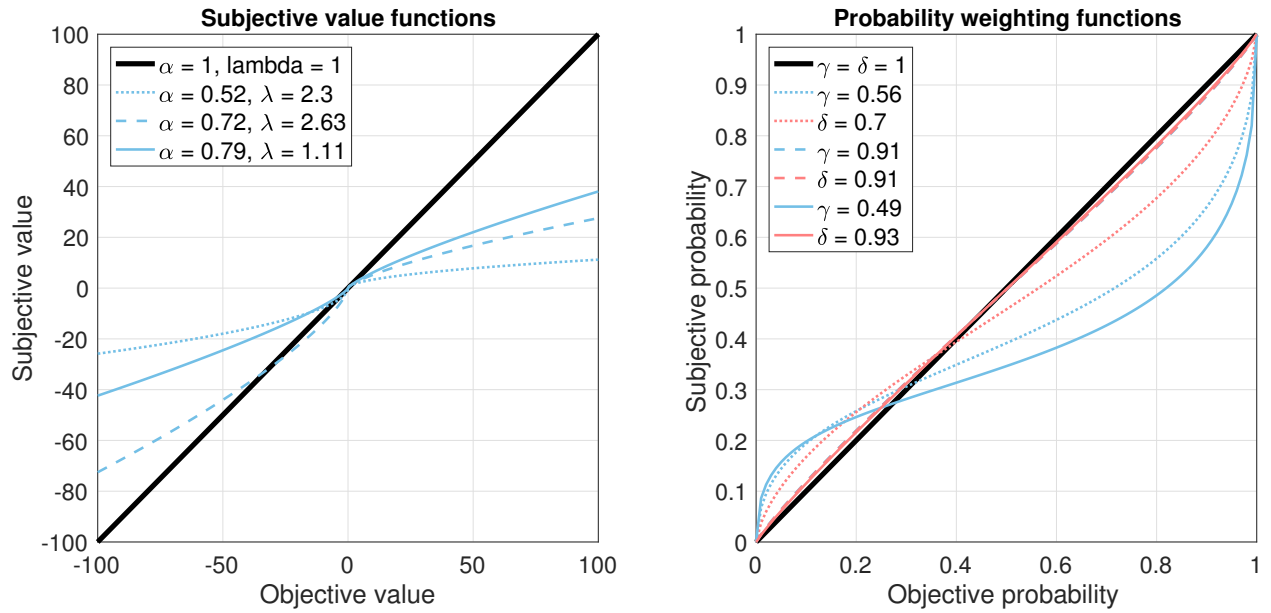 Subjective value functions
100
80
60
40
20
0
-20
-40
-60
-80
-100
Subjective value
α = 1, lambda = 1
α = 0.52, λ = 2.3
α = 0.72, λ = 2.63
α = 0.79, λ = 1.11
-100
-50
0
50
100
Objective value
Probability weighting functions
1
0.9
0.8
0.7
0.6
0.5
0.4
0.3
0.2
0.1
0
Subjective probability
γ = δ = 1
γ = 0.56
δ = 0.7
γ = 0.91
δ = 0.91
γ = 0.49
δ = 0.93
0
0.2
0.4
0.6
0.8
1
Objective probability